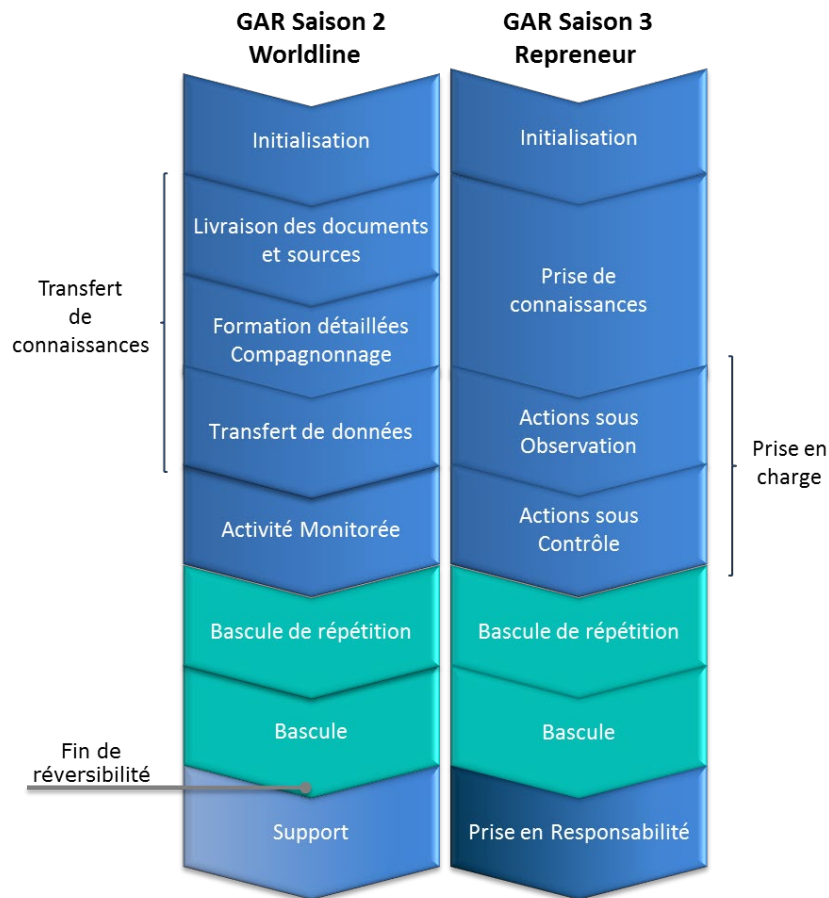 GAR Saison 2
Worldline
GAR Saison 3
Repreneur
Initialisation
Initialisation
Livraison des documents
et sources
Prise de
connaissances
Transfert
de
connaissances
Formation détaillées
Compagnonnage
Transfert de données
Actions sous
Observation
Prise en
charge
Activité Monitorée
Actions sous
Contrôle
Bascule de répétition
Bascule de répétition
Bascule
Bascule
Fin de
réversibilité
Support
Prise en Responsabilité